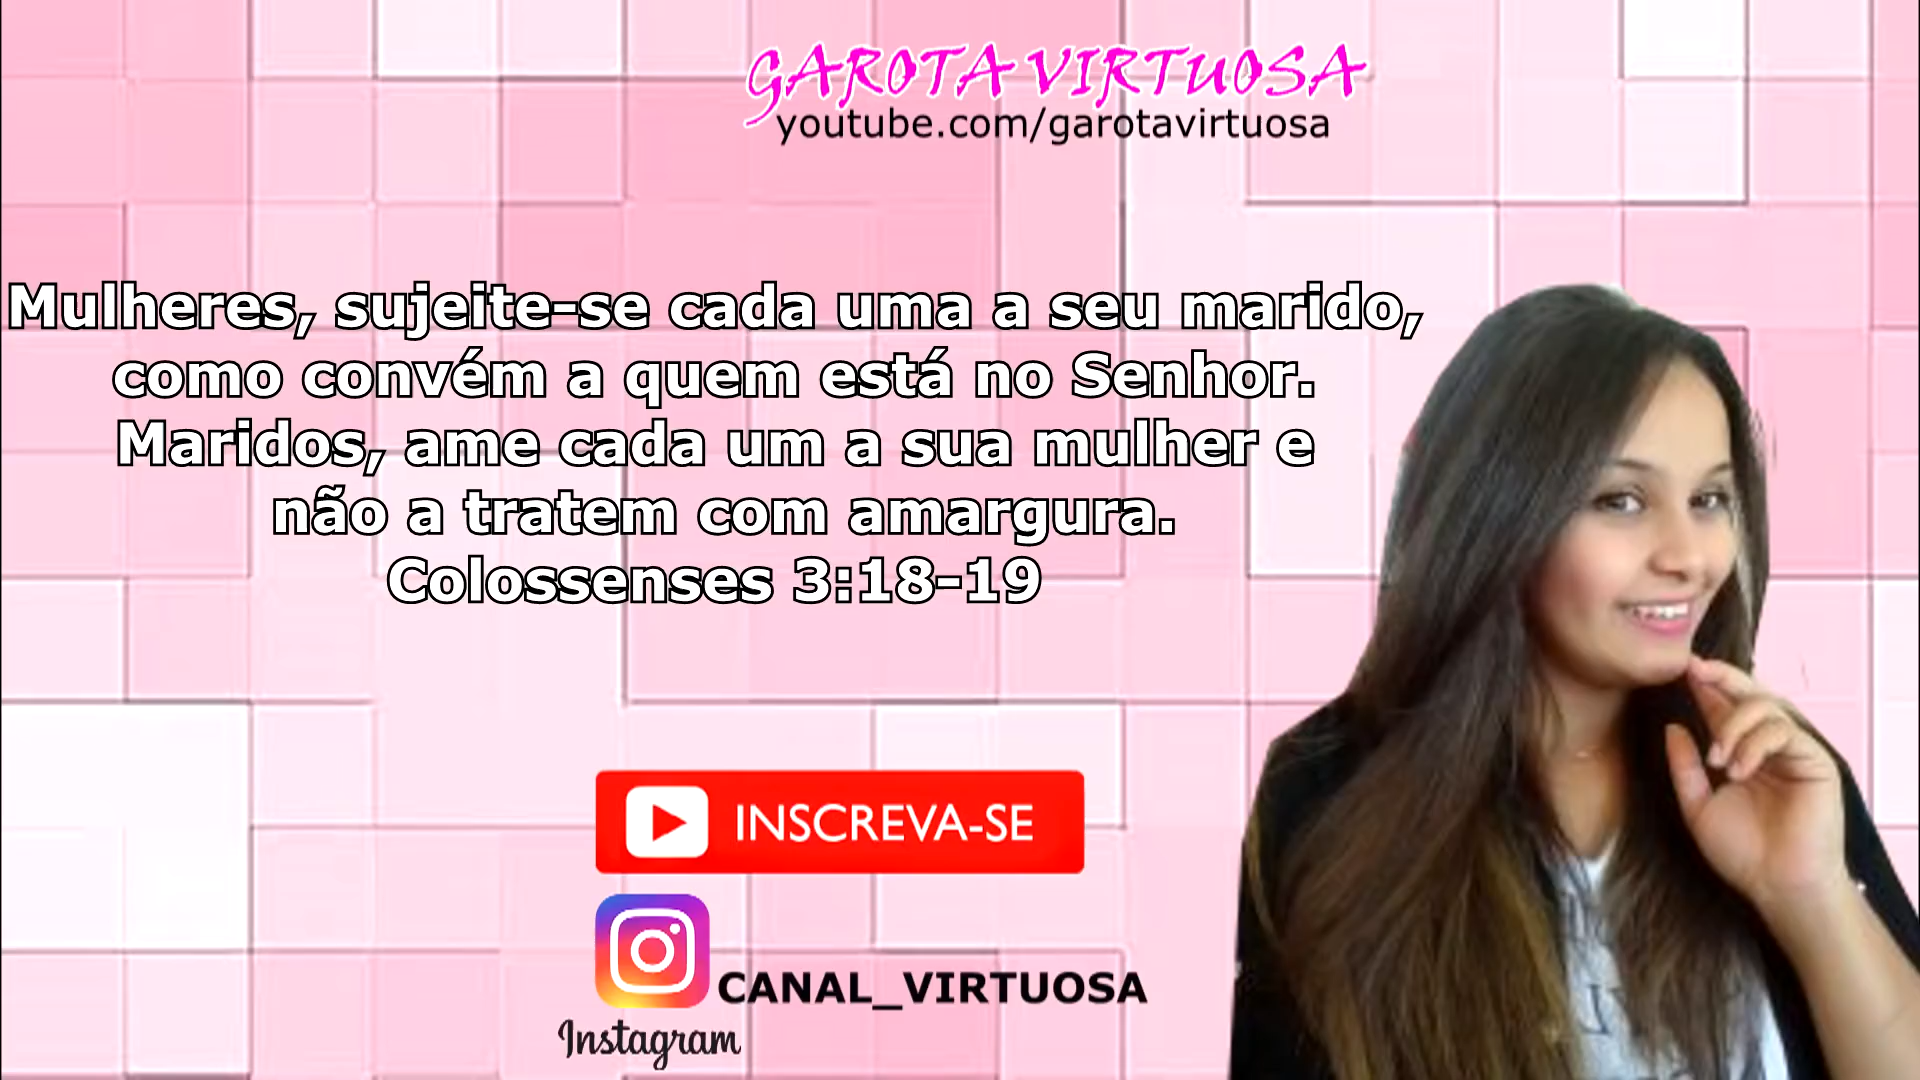 GAROTA VIRTUOSA
youtube.com/garotavirtuosa
Mulheres, sujeite-se cada uma a seu marido,
como convém a quem está no Senhor.
Maridos, ame cada um a sua mulher e
não a tratem com amargura.
Colossenses 3:18-19
INSCREVA-SE
CANAL_VIRTUOSA
Instagram